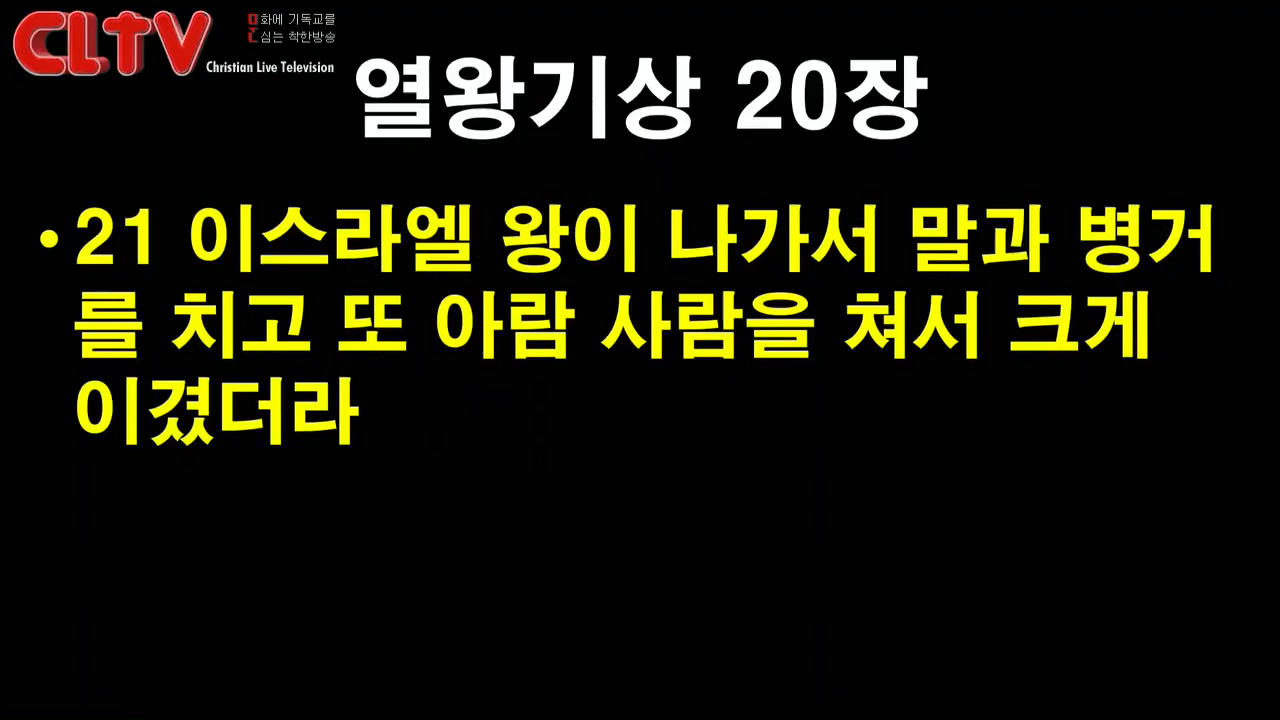 CLTV
화에 기독교를
심는 착한방송
Christian Live Television
열왕기상 20장
• 21 이스라엘 왕이 나가서 말과 병거
를 치고 또 아람 사람을 쳐서 크게
이겼더라